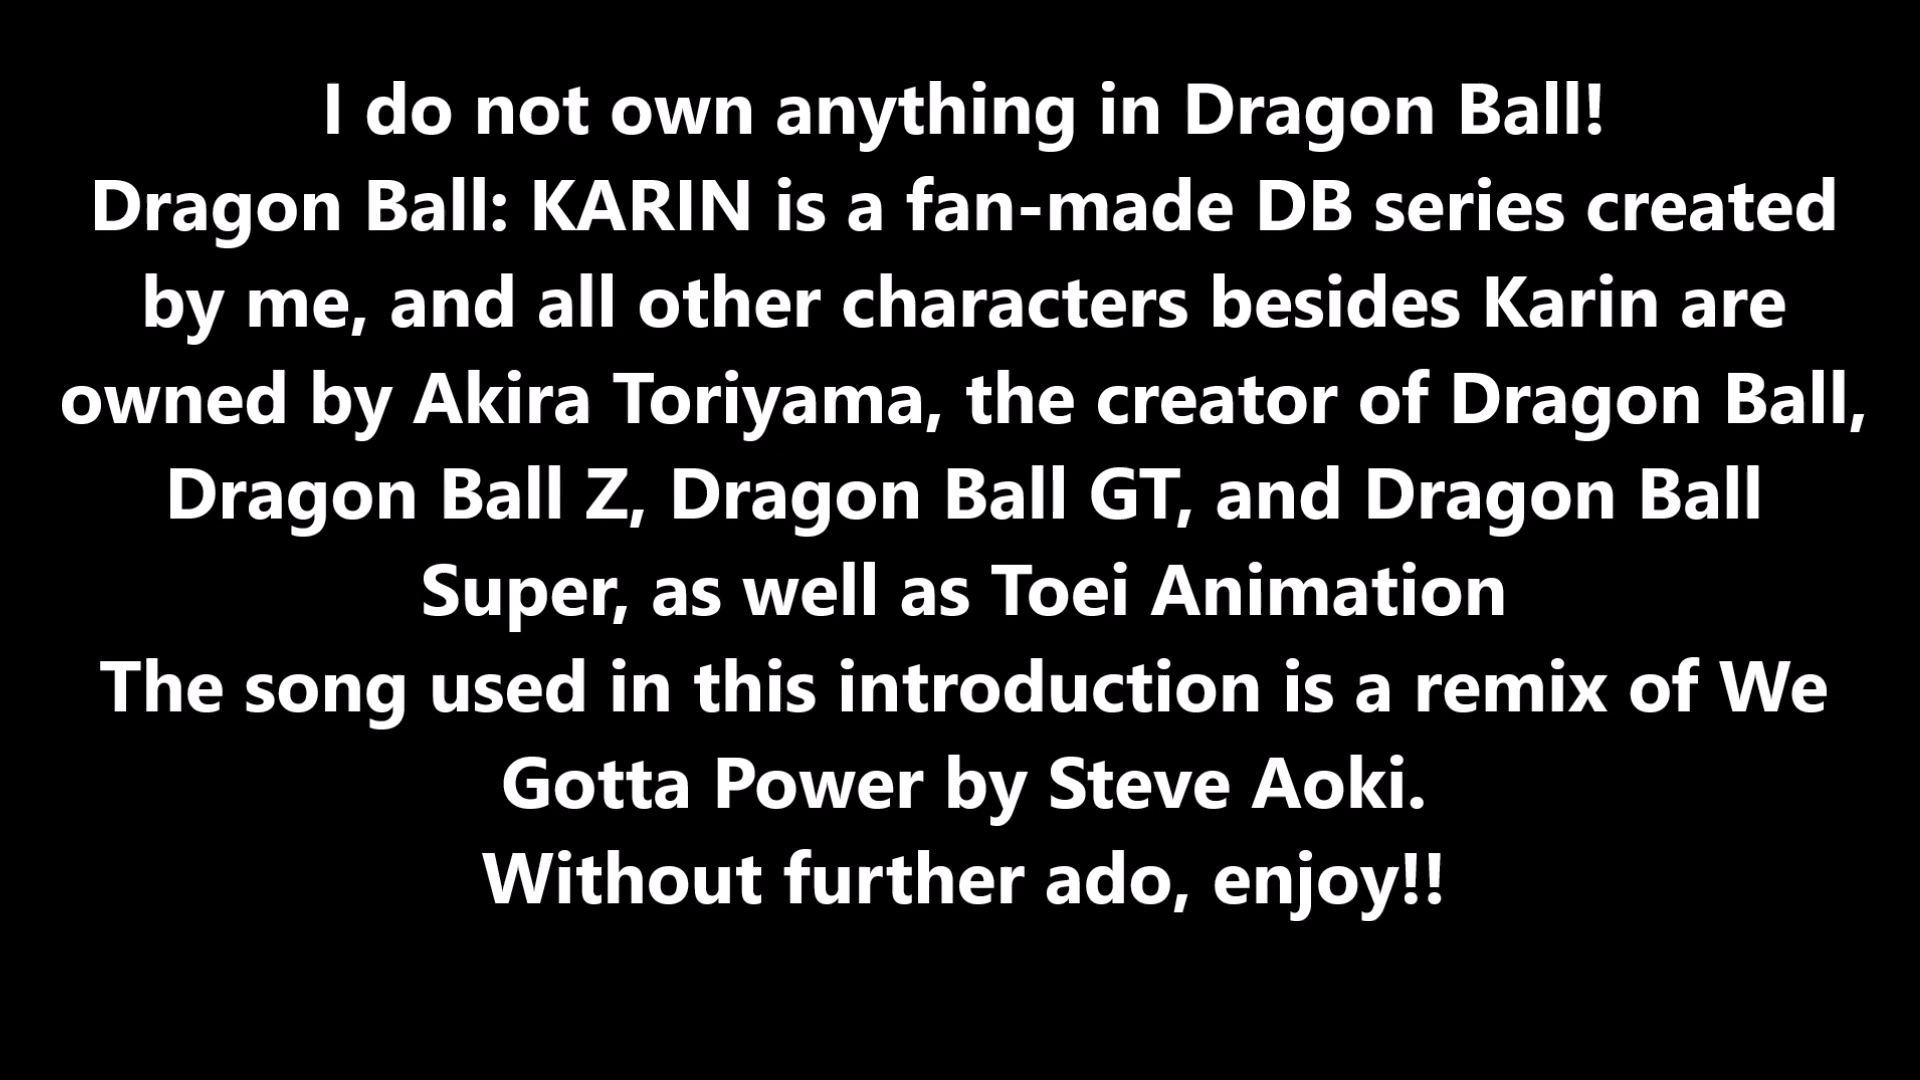 I do not own anything in Dragon Ball!
Dragon Ball: KARIN is a fan-made DB series created
by me, and all other characters besides Karin are
owned by Akira Toriyama, the creator of Dragon Ball,
Dragon Ball Z, Dragon Ball GT, and Dragon Ball
Super, as well as Toei Animation
The song used in this introduction is a remix of We
Gotta Power by Steve Aoki.
Without further ado, enjoy!!